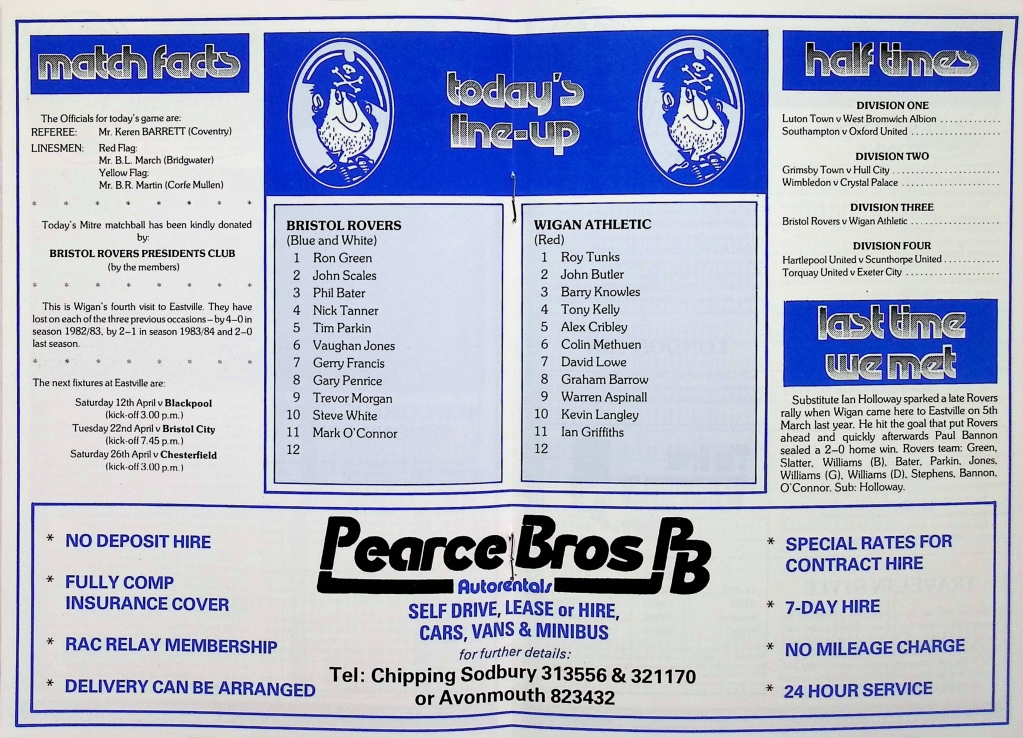 match facts
The Officials for today's game are:
REFEREE: Mr. Keren BARRETT (Coventry)
LINESMEN: Red Flag:
Mr. B.L. March (Bridgwater)
Yellow Flag:
Mr. B.R. Martin (Corfe Mullen)
* * * * * * *
Today's Mitre matchball has been kindly donated
by:
BRISTOL ROVERS PRESIDENTS CLUB
(by the members)
* * * * * * *
This is Wigan's fourth visit to Eastville. They have
lost on each of the three previous occasions – by 4–0 in
season 1982/83, by 2–1 in season 1983/84 and 2–0
last season.
* * * * * * *
The next fixtures at Eastville are:
Saturday 12th April v Blackpool
(kick-off 3.00 p.m.)
Tuesday 22nd April v Bristol City
(kick-off 7.45 p.m.)
Saturday 26th April v Chesterfield
(kick-off 3.00 p.m.)
today's
line-up
BRISTOL ROVERS
(Blue and White)
1 Ron Green
2 John Scales
3 Phil Bater
4 Nick Tanner
5 Tim Parkin
6 Vaughan Jones
7 Gerry Francis
8 Gary Penrice
9 Trevor Morgan
10 Steve White
11 Mark O'Connor
12
WIGAN ATHLETIC
(Red)
1 Roy Tunks
2 John Butler
3 Barry Knowles
4 Tony Kelly
5 Alex Cribley
6 Colin Methuen
7 David Lowe
8 Graham Barrow
9 Warren Aspinall
10 Kevin Langley
11 Ian Griffiths
12
half times
DIVISION ONE
Luton Town v West Bromwich Albion ............
Southampton v Oxford United ..................
DIVISION TWO
Grimsby Town v Hull City ......................
Wimbledon v Crystal Palace ....................
DIVISION THREE
Bristol Rovers v Wigan Athletic ..................
DIVISION FOUR
Hartlepool United v Scunthorpe United ...........
Torquay United v Exeter City ...................
last time
we met
Substitute Ian Holloway sparked a late Rovers
rally when Wigan came here to Eastville on 5th
March last year. He hit the goal that put Rovers
ahead and quickly afterwards Paul Bannon
sealed a 2–0 home win. Rovers team: Green,
Slatter, Williams (B), Bater, Parkin, Jones,
Williams (G), Williams (D), Stephens, Bannon,
O'Connor. Sub: Holloway.
* NO DEPOSIT HIRE
* FULLY COMP
INSURANCE COVER
* RAC RELAY MEMBERSHIP
* DELIVERY CAN BE ARRANGED
Pearce Bros PB
Autorentals
SELF DRIVE, LEASE or HIRE,
CARS, VANS & MINIBUS
for further details:
Tel: Chipping Sodbury 313556 & 321170
or Avonmouth 823432
* SPECIAL RATES FOR
CONTRACT HIRE
* 7-DAY HIRE
* NO MILEAGE CHARGE
* 24 HOUR SERVICE